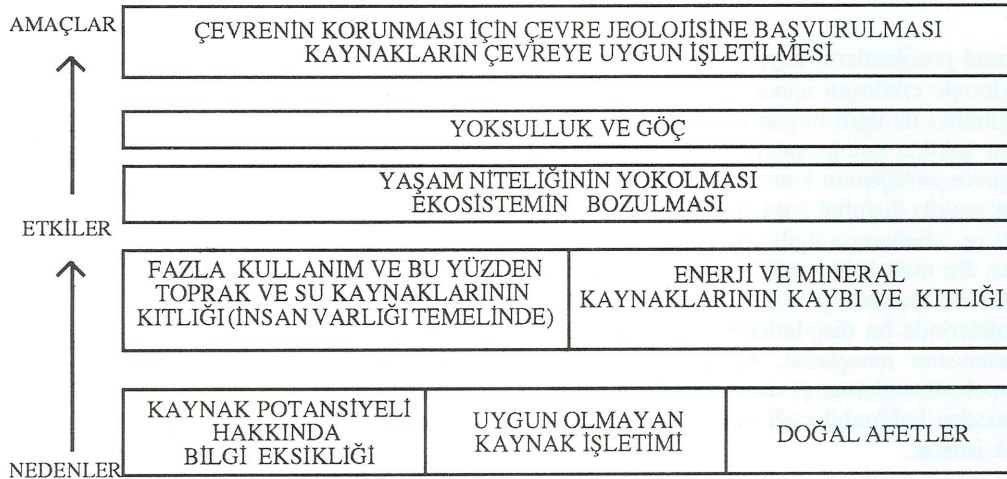 AMAÇLAR
ÇEVRENİN KORUNMASI İÇİN ÇEVRE JEOLOJİSİNE BAŞVURULMASI
KAYNAKLARIN ÇEVREYE UYGUN İŞLETİLMESİ
YOKSULLUK VE GÖÇ
YAŞAM NİTELİĞİNİN YOKOLMASI
EKOSİSTEMİN BOZULMASI
ETKİLER
FAZLA KULLANIM VE BU YÜZDEN
TOPRAK VE SU KAYNAKLARININ
KITLIĞI (İNSAN VARLIĞI TEMELİNDE)
ENERJİ VE MİNERAL
KAYNAKLARININ KAYBI VE KITLIĞI
KAYNAK POTANSİYELİ
HAKKINDA
BİLGİ EKSİKLİĞİ
UYGUN OLMAYAN
KAYNAK İŞLETİMİ
DOĞAL AFETLER
NEDENLER